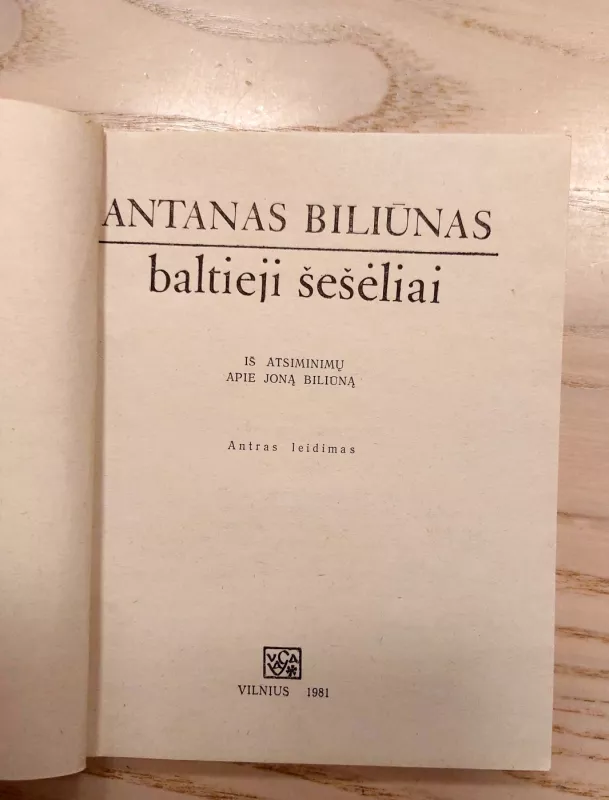 ANTANAS BILIŪNAS
baltieji šešėliai
IŠ ATSIMINIMŲ
APIE JONĄ BILIŪNĄ
Antras leidimas
VILNIUS 1981